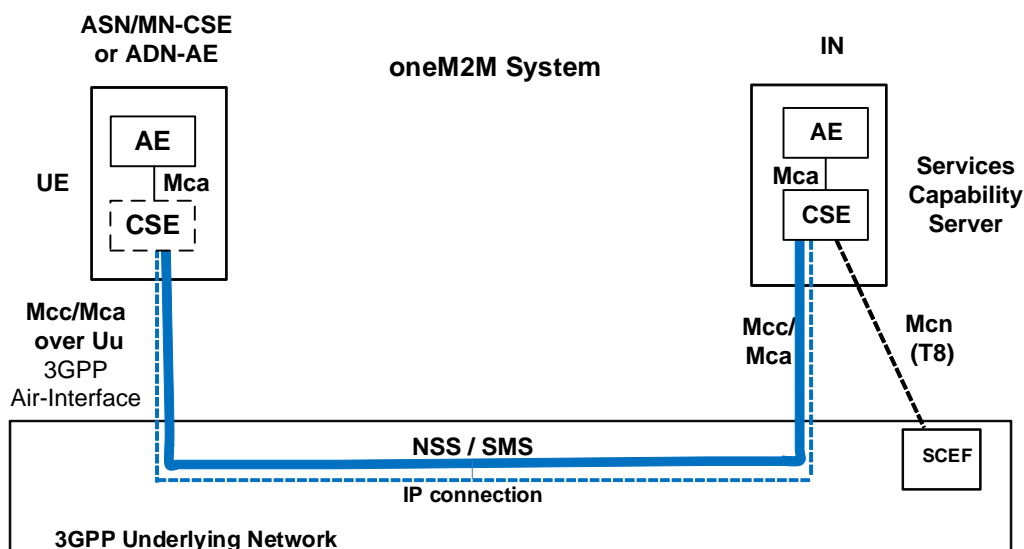 ASN/MN-CSE
or ADN-AE
oneM2M System
IN
AE
Mca
CSE
UE
AE
Mca
CSE
Services
Capability
Server
Mcc/Mca
over Uu
3GPP
Air-Interface
Mcc/
Mca
Mcn
(T8)
NSS / SMS
IP connection
SCEF
3GPP Underlying Network